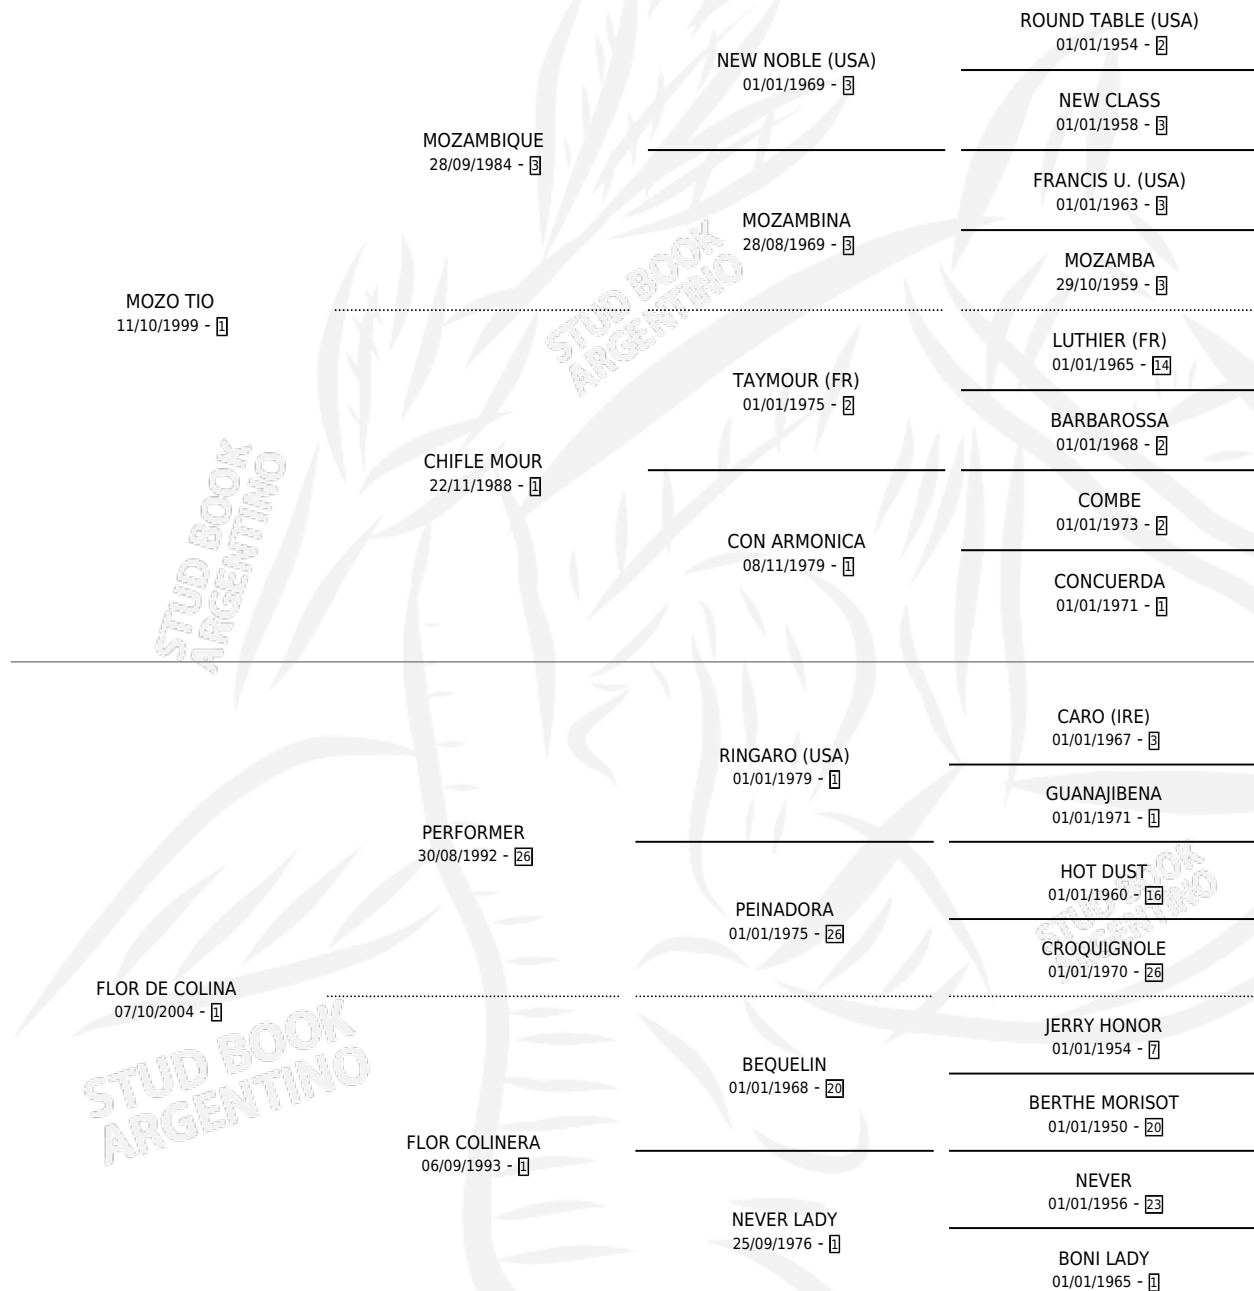 ROUND TABLE (USA)
01/01/1954 - 2
NEW NOBLE (USA)
01/01/1969 - 3
NEW CLASS
01/01/1958 - 3
MOZAMBIQUE
28/09/1984 - 3
FRANCIS U. (USA)
01/01/1963 - 3
MOZAMBINA
28/08/1969 - 3
MOZAMBA
29/10/1959 - 3
MOZO TIO
11/10/1999 - 1
LUTHIER (FR)
01/01/1965 - 14
TAYMOUR (FR)
01/01/1975 - 2
BARBAROSSA
01/01/1968 - 2
CHIFLE MOUR
22/11/1988 - 1
COMBE
01/01/1973 - 2
CON ARMONICA
08/11/1979 - 1
CONCUERDA
01/01/1971 - 1
CARO (IRE)
01/01/1967 - 3
RINGARO (USA)
01/01/1979 - 1
GUANAJIBENA
01/01/1971 - 1
PERFORMER
30/08/1992 - 26
HOT DUST
01/01/1960 - 16
PEINADORA
01/01/1975 - 26
CROQUIGNOLE
01/01/1970 - 26
FLOR DE COLINA
07/10/2004 - 1
JERRY HONOR
01/01/1954 - 7
BEQUELIN
01/01/1968 - 20
BERTHE MORISOT
01/01/1950 - 20
FLOR COLINERA
06/09/1993 - 1
NEVER
01/01/1956 - 23
NEVER LADY
25/09/1976 - 1
BONI LADY
01/01/1965 - 1
STUD BOOK
ARGENTINO
STUD BOOK
ARGENTINO
STUD BOOK
ARGENTINO
STUD BOOK
ARGENTINO